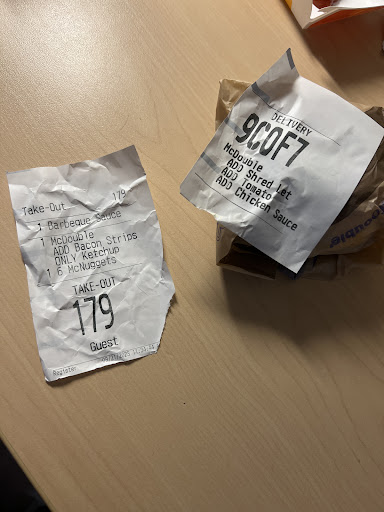 Take-Out 179
1 Barbeque Sauce
1 McDouble
ADD Bacon Strips
ONLY Ketchup
1 6 McNuggets
TAKE-OUT
179
Guest
Register
DELIVERY
9C0F7
McDouble
ADD Shred Let
ADD Tomato
ADD Chicken Sauce